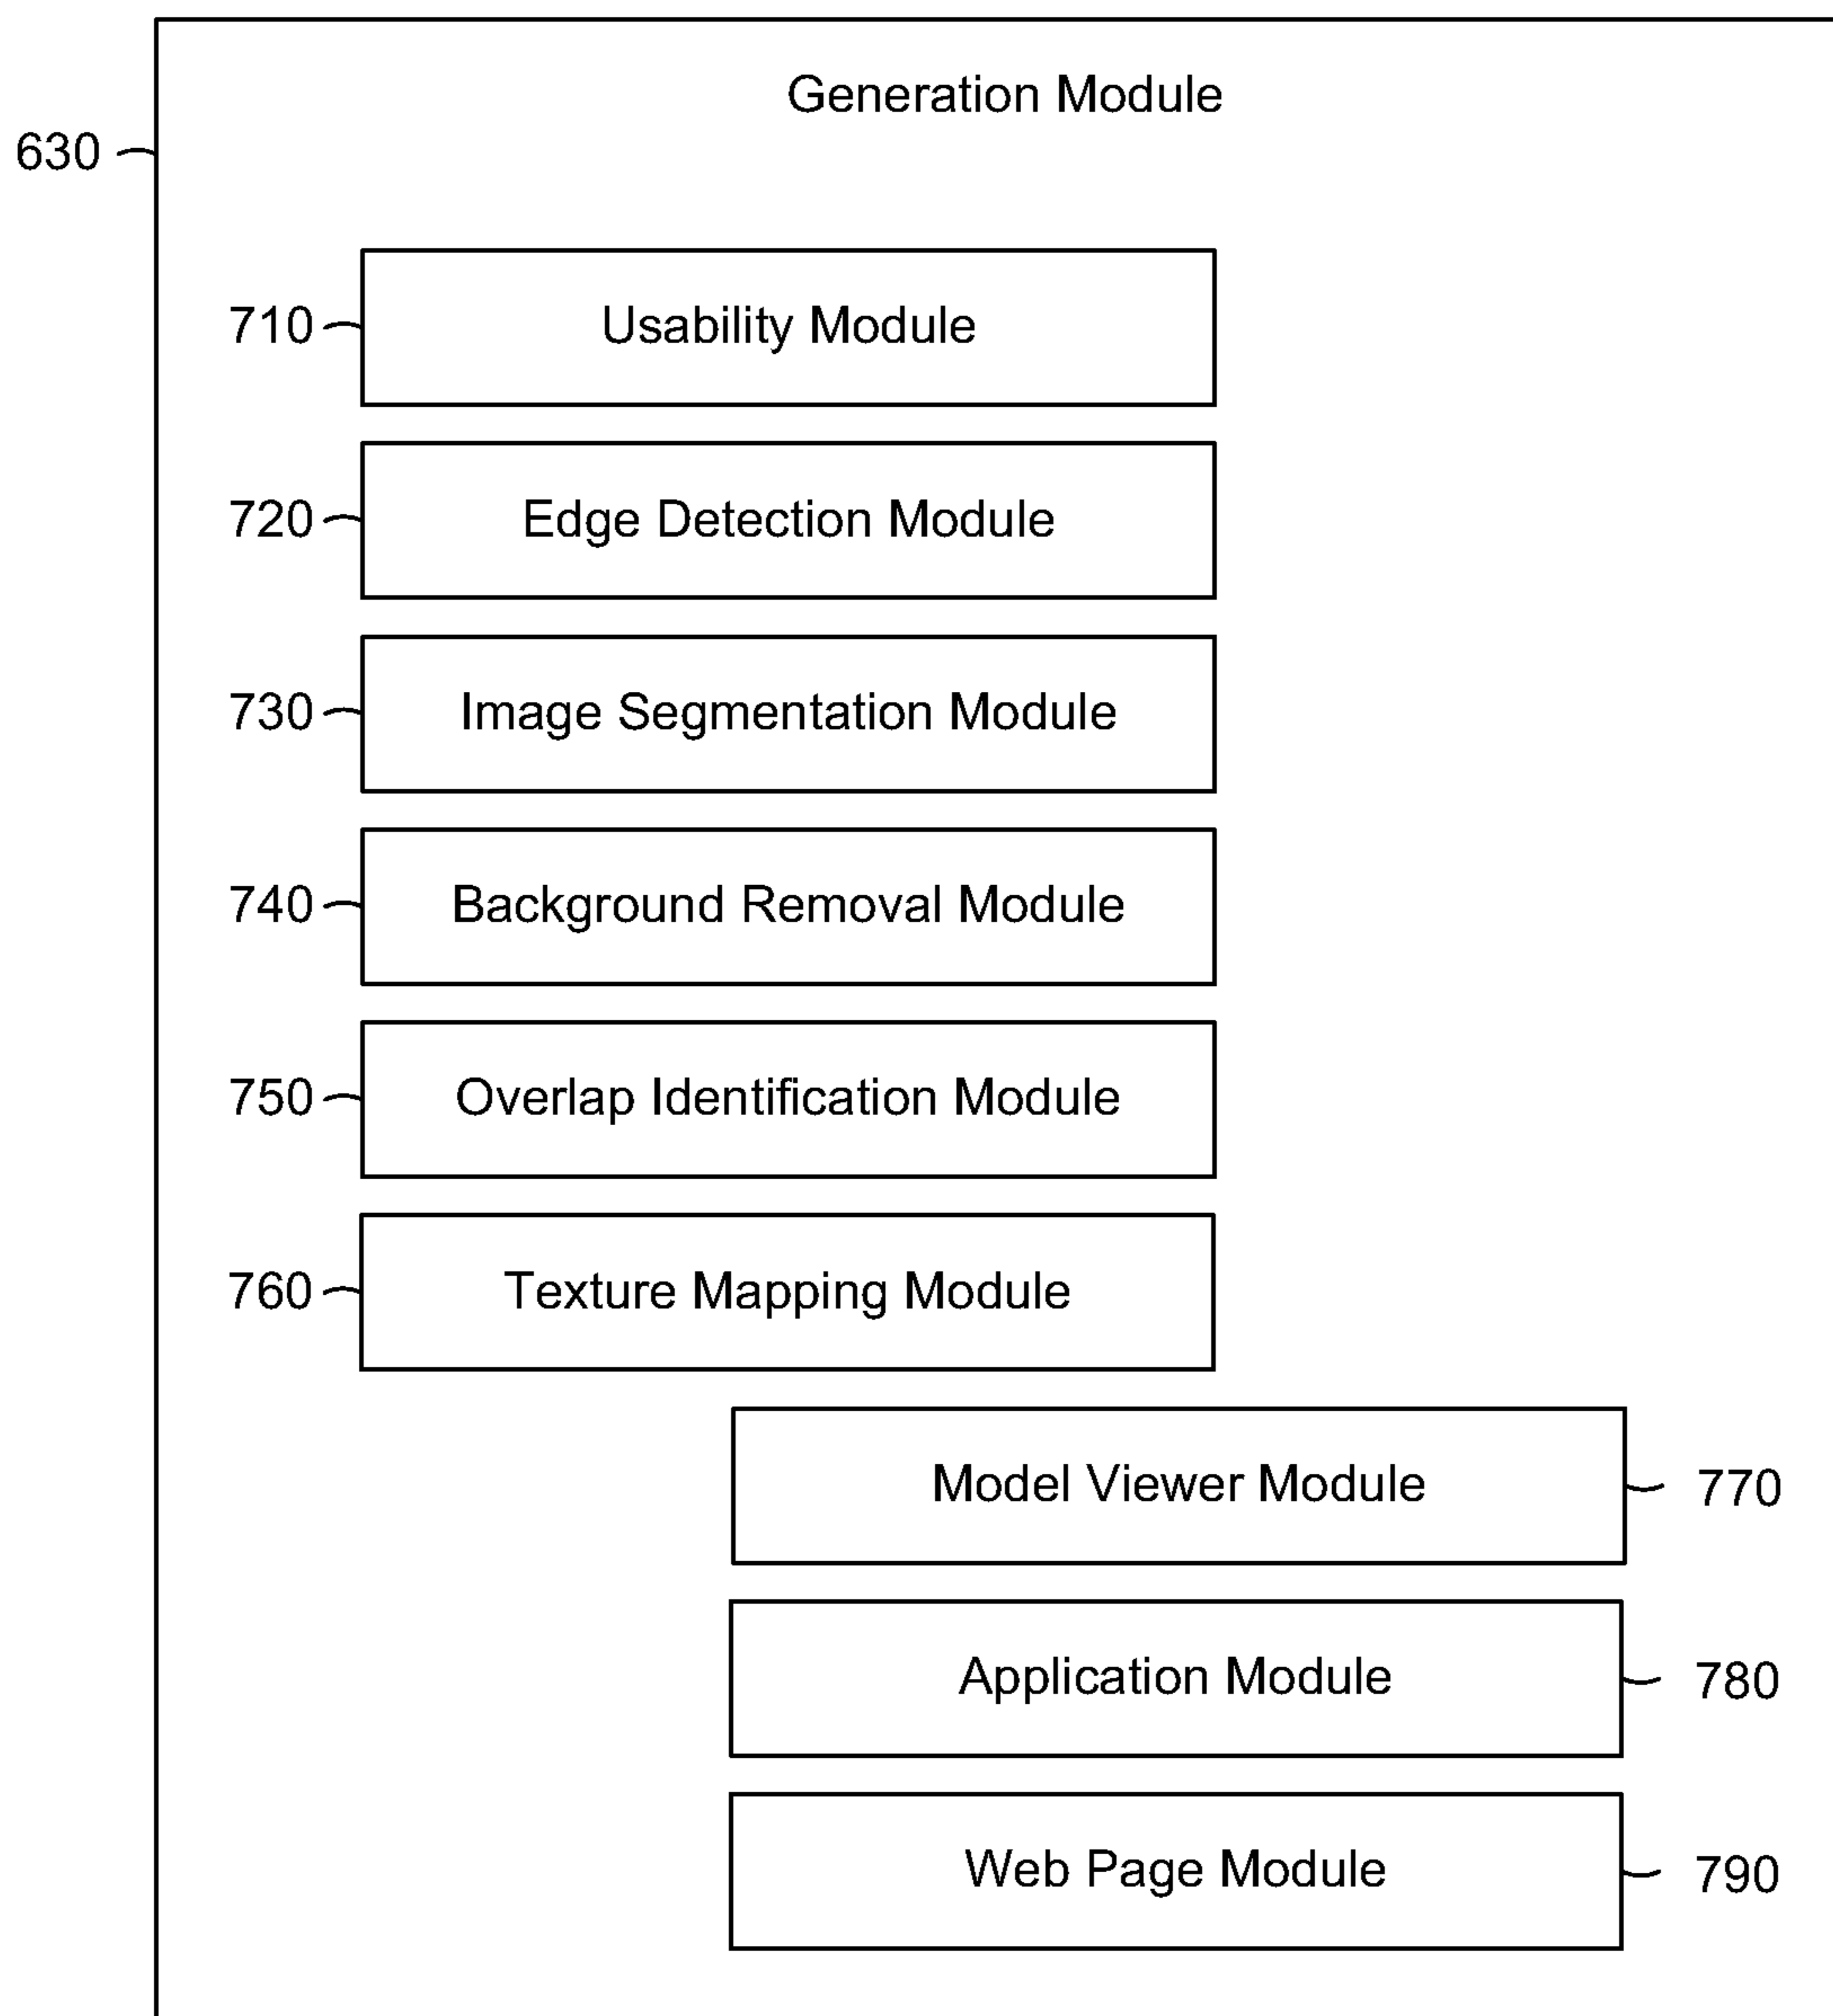 Generation Module
630
710 Usability Module
720 Edge Detection Module
730 Image Segmentation Module
740 Background Removal Module
750 Overlap Identification Module
760 Texture Mapping Module
Model Viewer Module 770
Application Module 780
Web Page Module 790